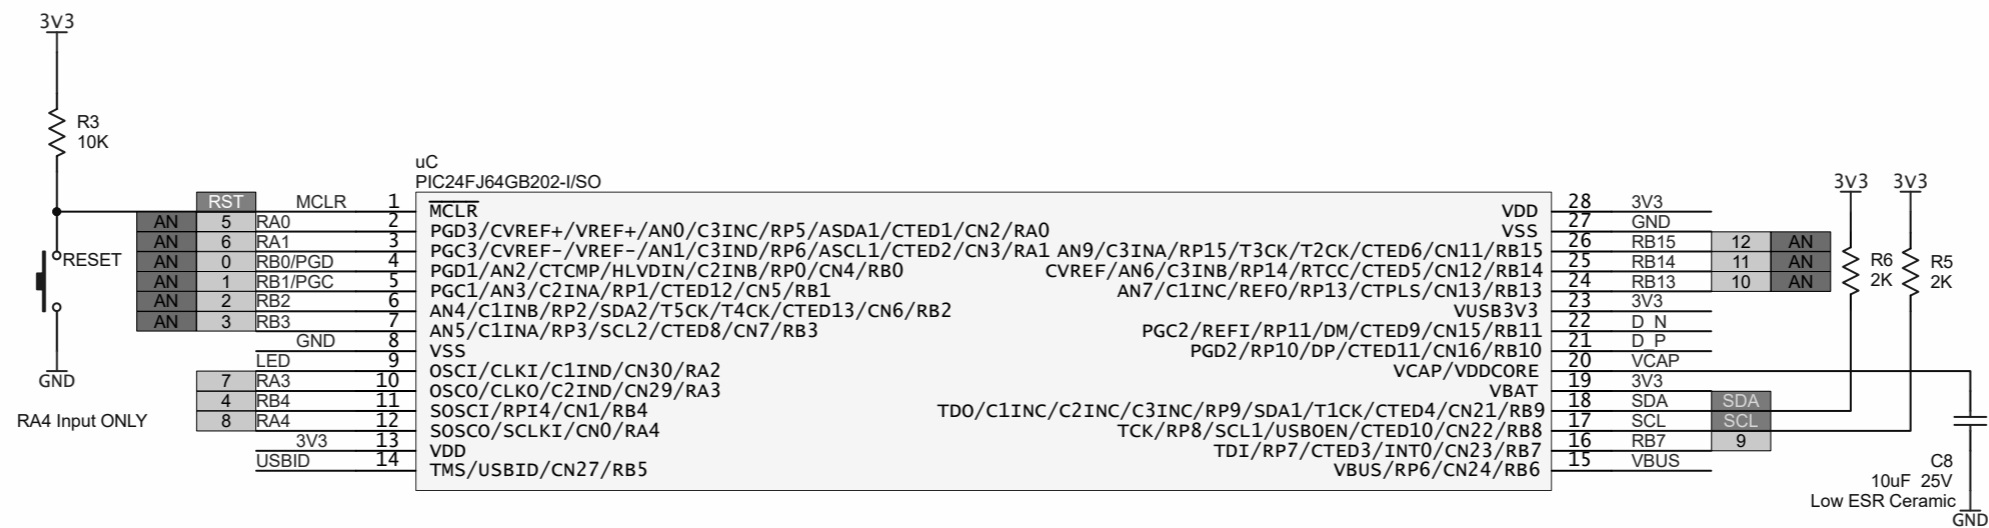 3V3
R3
10K
RESET
GND
RA4 Input ONLY
uC
PIC24FJ64GB202-I/SO
RST MCLR 1 MCLR
AN 5 RA0 2 PGD3/CVREF+/VREF+/AN0/C3INC/RP5/ASDA1/CTED1/CN2/RA0
AN 6 RA1 3 PGC3/CVREF-/VREF-/AN1/C3IND/RP6/ASCL1/CTED2/CN3/RA1
AN 0 RB0/PGD 4 PGD1/AN2/CTCMP/HLVDIN/C2INB/RP0/CN4/RB0
AN 1 RB1/PGC 5 PGC1/AN3/C2INA/RP1/CTED12/CN5/RB1
AN 2 RB2 6 AN4/C1INB/RP2/SDA2/T5CK/T4CK/CTED13/CN6/RB2
AN 3 RB3 7 AN5/C1INA/RP3/SCL2/CTED8/CN7/RB3
GND 8 VSS
LED 9 OSCI/CLKI/C1IND/CN30/RA2
7 RA3 10 OSCO/CLKO/C2IND/CN29/RA3
4 RB4 11 SOSCI/RPI4/CN1/RB4
8 RA4 12 SOSCO/SCLKI/CN0/RA4
3V3 13 VDD
USBID 14 TMS/USBID/CN27/RB5
VDD 28 3V3
VSS 27 GND
AN9/C3INA/RP15/T3CK/T2CK/CTED6/CN11/RB15 26 RB15 12 AN
CVREF/AN6/C3INB/RP14/RTCC/CTED5/CN12/RB14 25 RB14 11 AN
AN7/C1INC/REFO/RP13/CTPLS/CN13/RB13 24 RB13 10 AN
VUSB3V3 23 3V3
PGC2/REFI/RP11/DM/CTED9/CN15/RB11 22 D_N
PGD2/RP10/DP/CTED11/CN16/RB10 21 D_P
VCAP/VDDCORE 20 VCAP
VBAT 19 3V3
TDO/C1INC/C2INC/C3INC/RP9/SDA1/T1CK/CTED4/CN21/RB9 18 SDA SDA
TCK/RP8/SCL1/USBOEN/CTED10/CN22/RB8 17 SCL SCL
TDI/RP7/CTED3/INT0/CN23/RB7 16 RB7 9
VBUS/RP6/CN24/RB6 15 VBUS
3V3 3V3
R6
2K
R5
2K
C8
10uF 25V
Low ESR Ceramic
GND